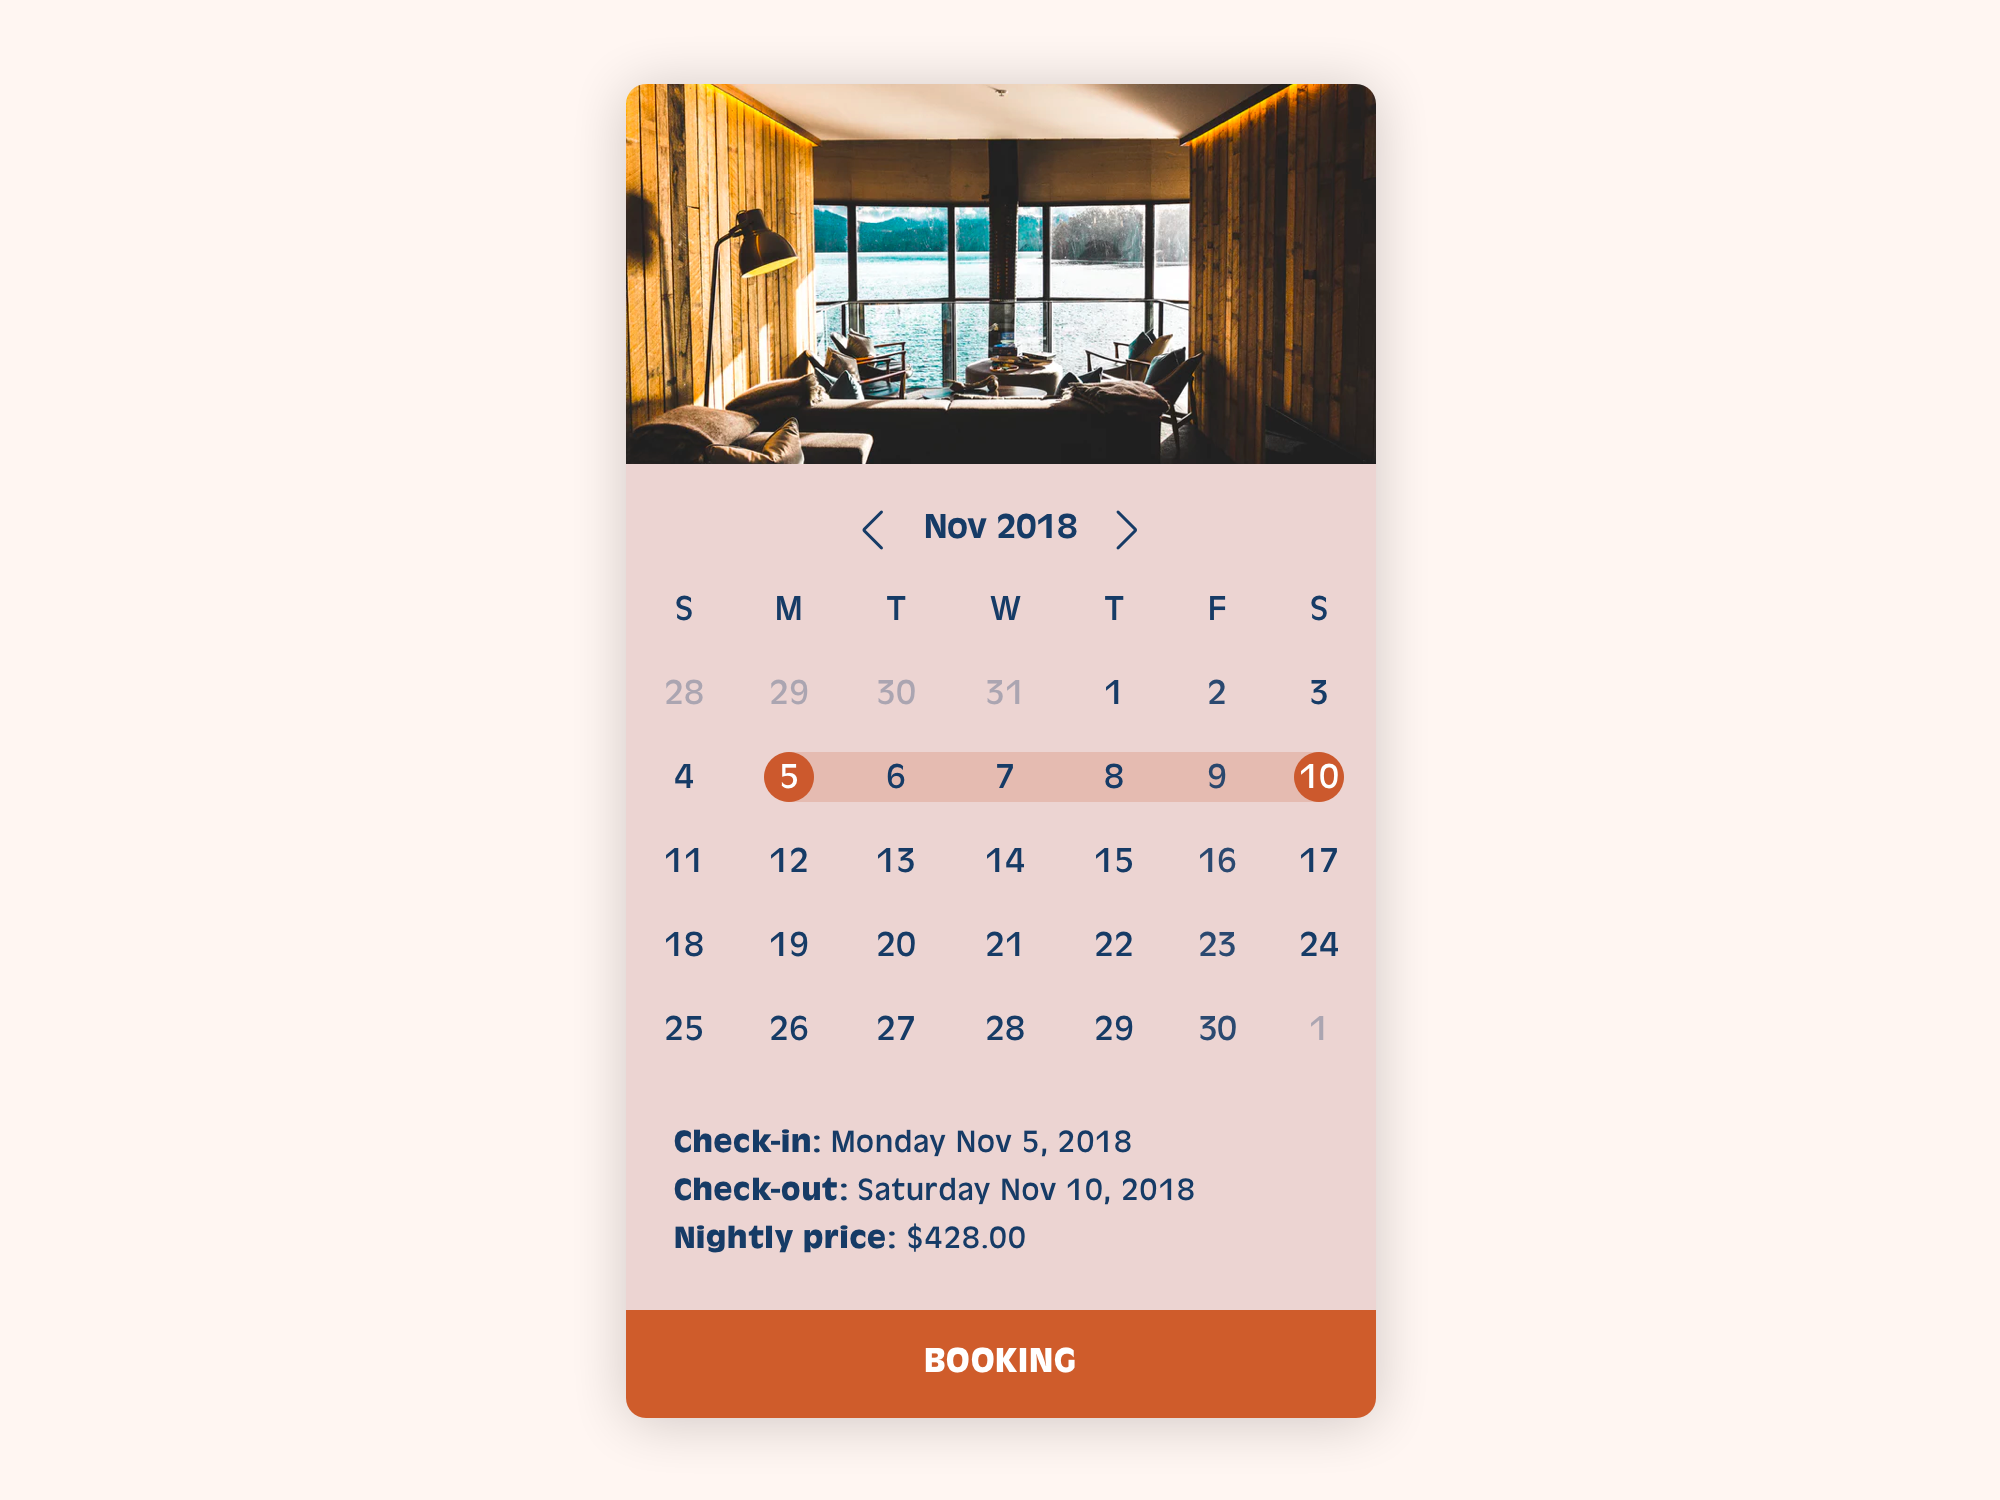 Nov 2018
S M T W T F S
28 29 30 31 1 2 3
4 5 6 7 8 9 10
11 12 13 14 15 16 17
18 19 20 21 22 23 24
25 26 27 28 29 30 1
Check-in: Monday Nov 5, 2018
Check-out: Saturday Nov 10, 2018
Nightly price: $428.00
BOOKING